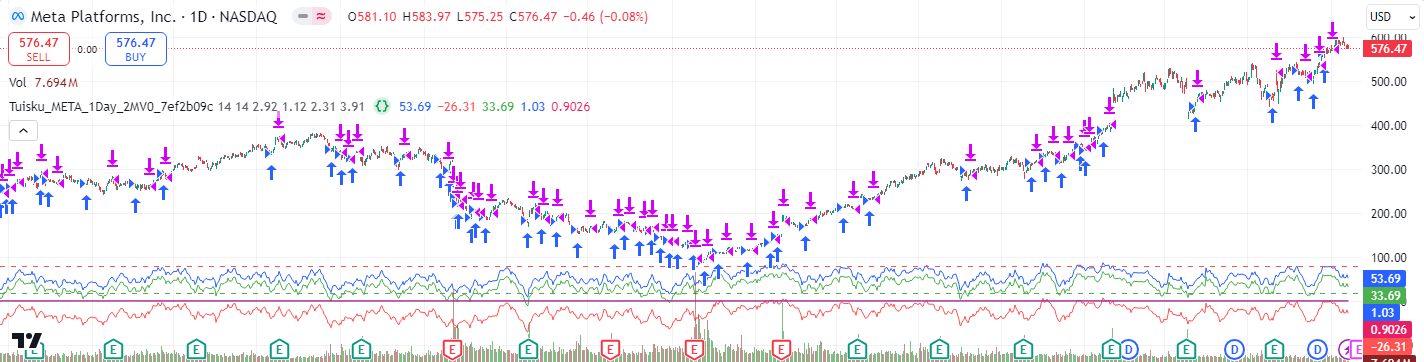 Meta Platforms, Inc. · 1D · NASDAQ O581.10 H583.97 L575.25 C576.47 −0.46 (−0.08%)
USD
576.47 SELL
0.00
576.47 BUY
Vol 7.694M
Tuisku_META_1Day_2MV0_7ef2b09c 14 14 2.92 1.12 2.31 3.91 {} 53.69 −26.31 33.69 1.03 0.9026
600.00
576.47
500.00
400.00
300.00
200.00
100.00
53.69
33.69
1.03
0.9026
−26.31
E E E E E E E E E E E E E D E D E D E